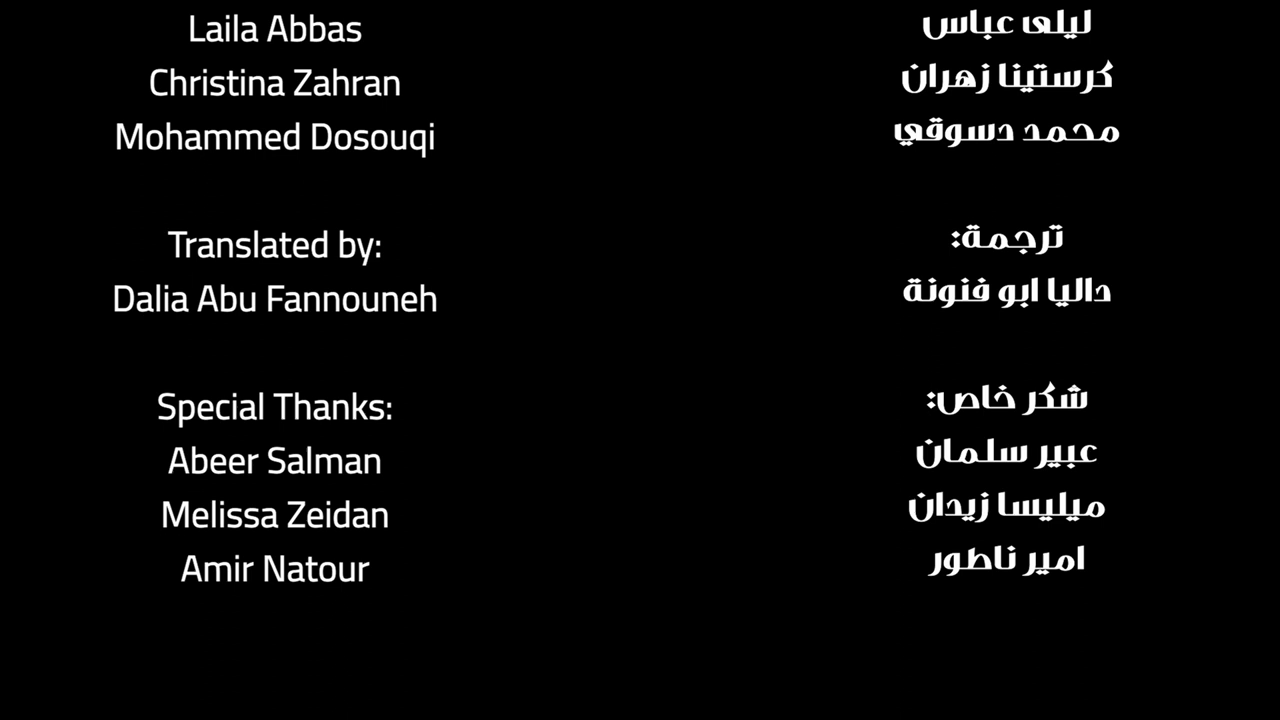 Laila Abbas
Christina Zahran
Mohammed Dosouqi
Translated by:
Dalia Abu Fannouneh
Special Thanks:
Abeer Salman
Melissa Zeidan
Amir Natour
ليلى عباس
كرستينا زهران
محمد دسوقي
ترجمة:
داليا ابو فنونة
شكر خاص:
عبير سلمان
ميليسا زيدان
امير ناطور